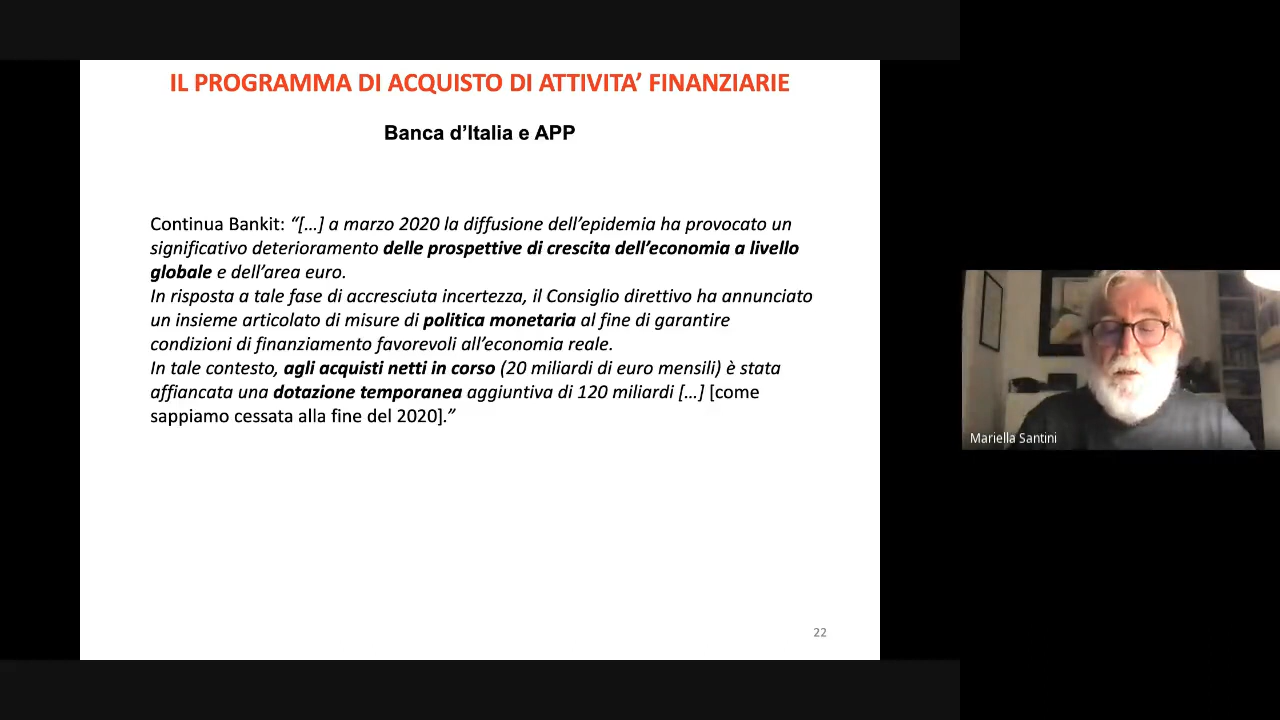 IL PROGRAMMA DI ACQUISTO DI ATTIVITA’ FINANZIARIE
Banca d’Italia e APP
Continua Bankit: “[…] a marzo 2020 la diffusione dell’epidemia ha provocato un
significativo deterioramento delle prospettive di crescita dell’economia a livello
globale e dell’area euro.
In risposta a tale fase di accresciuta incertezza, il Consiglio direttivo ha annunciato
un insieme articolato di misure di politica monetaria al fine di garantire
condizioni di finanziamento favorevoli all’economia reale.
In tale contesto, agli acquisti netti in corso (20 miliardi di euro mensili) è stata
affiancata una dotazione temporanea aggiuntiva di 120 miliardi […] [come
sappiamo cessata alla fine del 2020].”
22
Mariella Santini